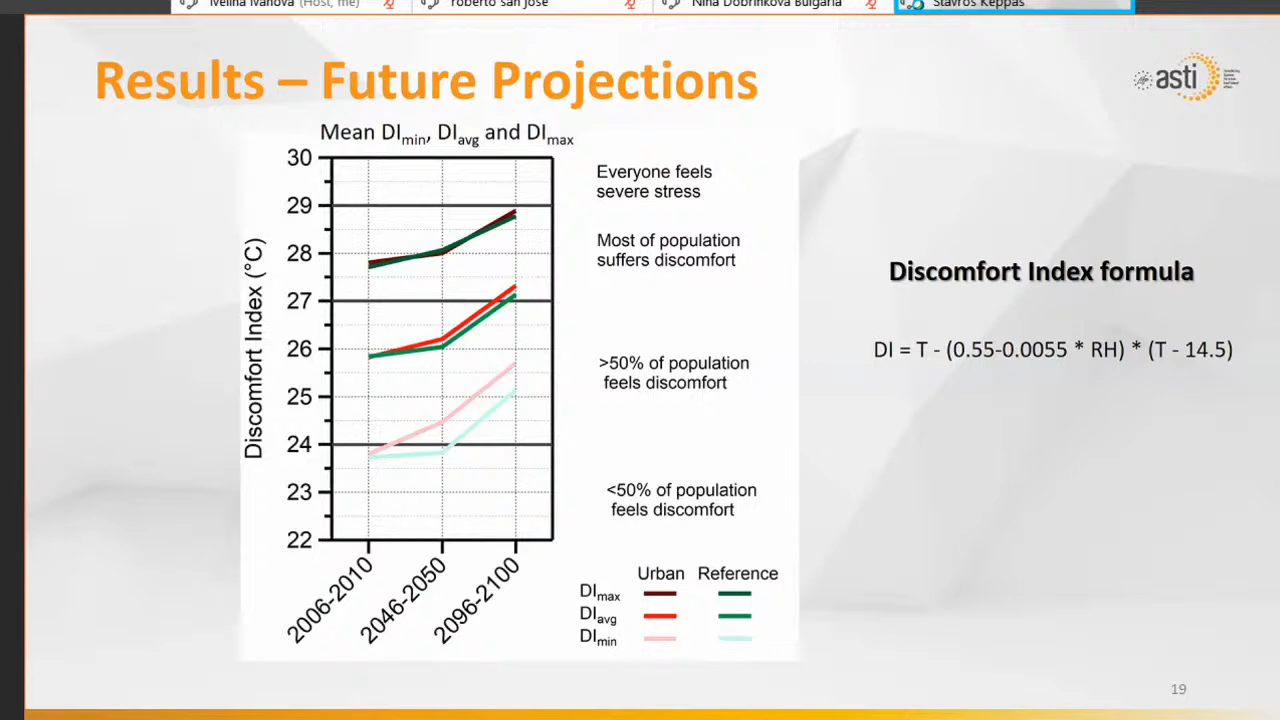 Ivelina Ivanova (Host, me)
roberto san jose
Nina Dobrinkova Bulgaria
Stavros Keppas
Results – Future Projections
asti
Mean DImin, DIavg and DImax
Discomfort Index (°C)
30
29
28
27
26
25
24
23
22
2006-2010
2046-2050
2096-2100
Everyone feels
severe stress
Most of population
suffers discomfort
>50% of population
feels discomfort
<50% of population
feels discomfort
Urban Reference
DImax
DIavg
DImin
Discomfort Index formula
DI = T - (0.55-0.0055 * RH) * (T - 14.5)
19